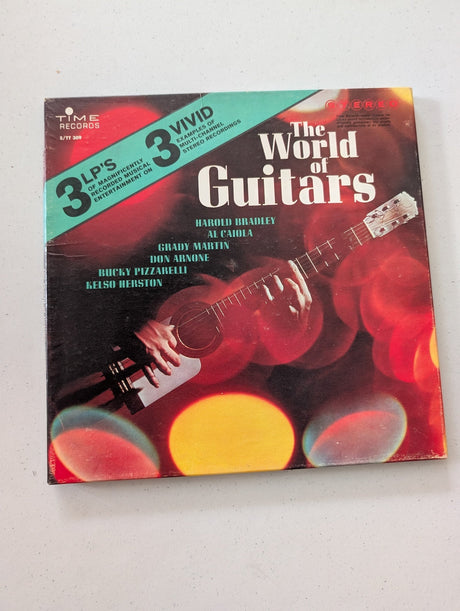 TIME
RECORDS
S/TT 309
3 LP'S
OF MAGNIFICENTLY
RECORDED MUSICAL
ENTERTAINMENT ON
3 VIVID
EXAMPLES OF
MULTI-CHANNEL
STEREO RECORDINGS
STEREO
The
World
of
Guitars
HAROLD BRADLEY
AL CAIOLA
GRADY MARTIN
DON ARNONE
BUCKY PIZZARELLI
KELSO HERSTON